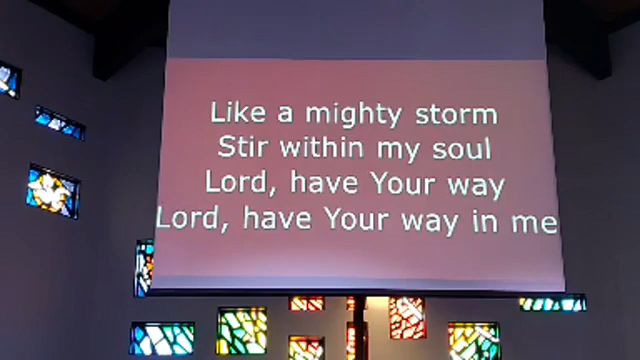 Like a mighty storm
Stir within my soul
Lord, have Your way
Lord, have Your way in me